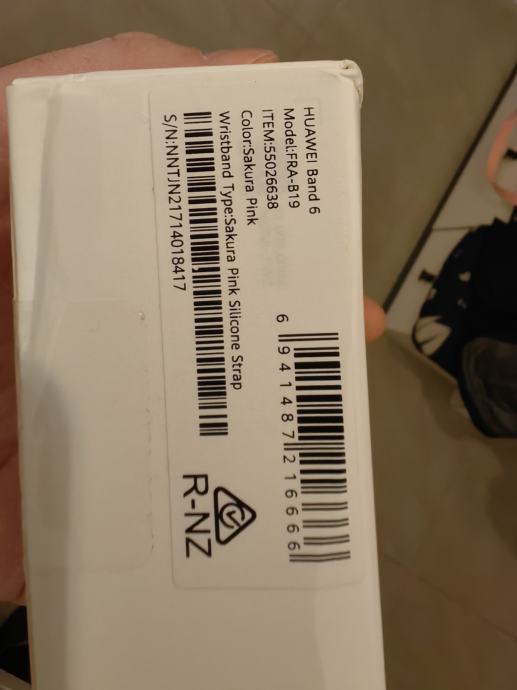 HUAWEI Band 6
Model:FRA-B19
ITEM:55026638
Color:Sakura Pink
Wristband Type:Sakura Pink Silicone Strap
S/N:NNTJN21714018417
6 941487 216666
R-NZ